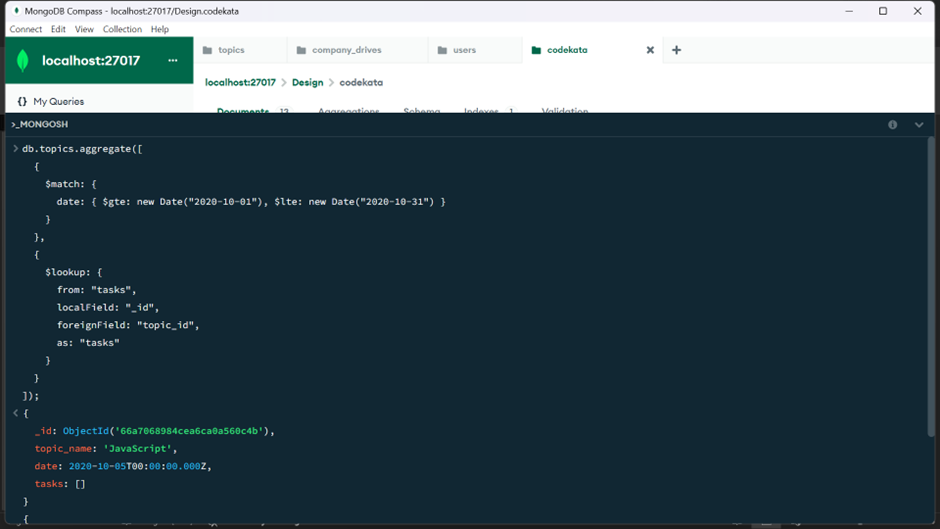 MongoDB Compass - localhost:27017/Design.codekata
Connect Edit View Collection Help
localhost:27017 ...
topics company_drives users codekata
localhost:27017 > Design > codekata
{} My Queries
Documents 13 Aggregations Schema Indexes 1 Validation
>_MONGOSH
> db.topics.aggregate([
{
$match: {
date: { $gte: new Date("2020-10-01"), $lte: new Date("2020-10-31") }
}
},
{
$lookup: {
from: "tasks",
localField: "_id",
foreignField: "topic_id",
as: "tasks"
}
}
]);
< {
_id: ObjectId('66a7068984cea6ca0a560c4b'),
topic_name: 'JavaScript',
date: 2020-10-05T00:00:00.000Z,
tasks: []
}
{